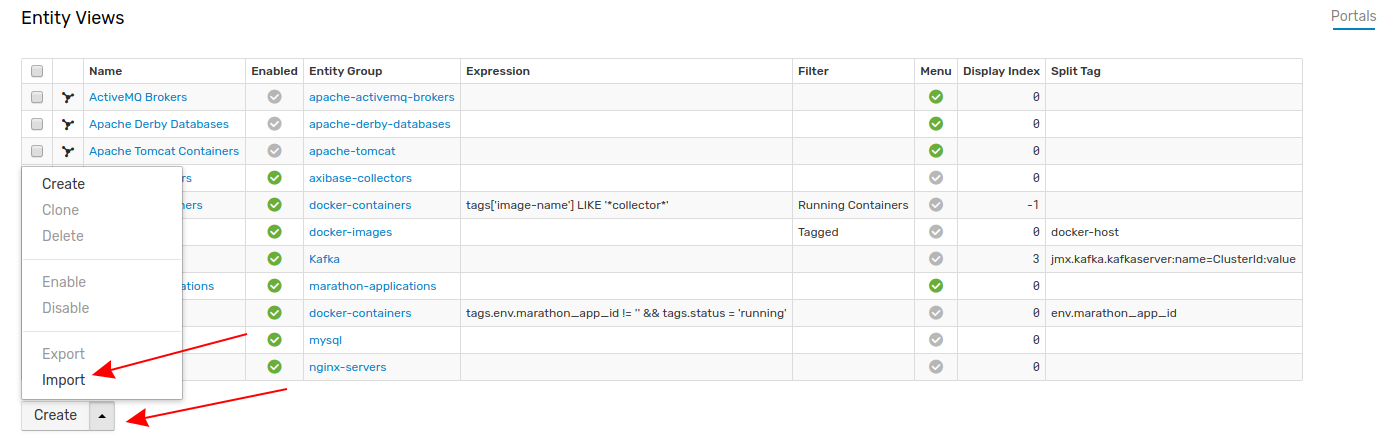 Entity Views
Portals
Name Enabled Entity Group Expression Filter Menu Display Index Split Tag
ActiveMQ Brokers apache-activemq-brokers 0
Apache Derby Databases apache-derby-databases 0
Apache Tomcat Containers apache-tomcat 0
rs axibase-collectors 0
ners docker-containers tags['image-name'] LIKE '*collector*' Running Containers -1
docker-images Tagged 0 docker-host
Kafka 3 jmx.kafka.kafkaserver:name=ClusterId:value
ations marathon-applications 0
docker-containers tags.env.marathon_app_id != '' && tags.status = 'running' 0 env.marathon_app_id
mysql 0
nginx-servers 0
Create
Clone
Delete
Enable
Disable
Export
Import
Create